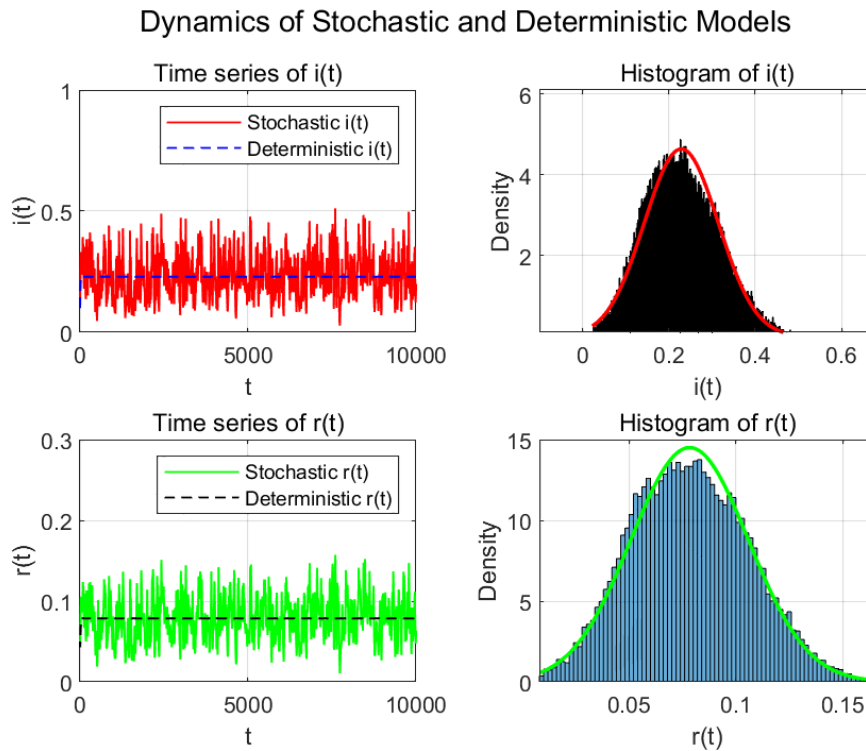 Dynamics of Stochastic and Deterministic Models
Time series of i(t)
1
0.5
0
i(t)
Stochastic i(t)
Deterministic i(t)
0
5000
10000
t
Histogram of i(t)
6
4
2
Density
0
0.2
0.4
0.6
i(t)
Time series of r(t)
0.3
0.2
0.1
0
r(t)
Stochastic r(t)
Deterministic r(t)
0
5000
10000
t
Histogram of r(t)
15
10
5
0
Density
0.05
0.1
0.15
r(t)